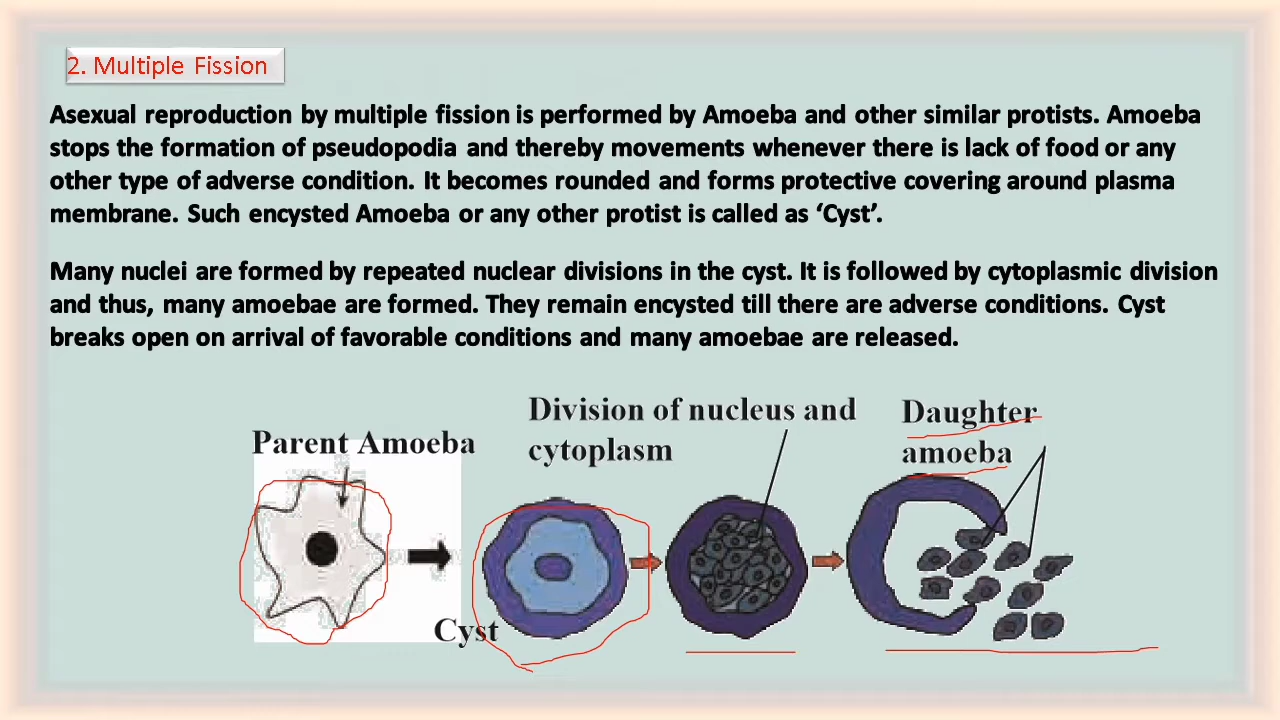 2. Multiple Fission
Asexual reproduction by multiple fission is performed by Amoeba and other similar protists. Amoeba
stops the formation of pseudopodia and thereby movements whenever there is lack of food or any
other type of adverse condition. It becomes rounded and forms protective covering around plasma
membrane. Such encysted Amoeba or any other protist is called as ‘Cyst’.
Many nuclei are formed by repeated nuclear divisions in the cyst. It is followed by cytoplasmic division
and thus, many amoebae are formed. They remain encysted till there are adverse conditions. Cyst
breaks open on arrival of favorable conditions and many amoebae are released.
Parent Amoeba
Division of nucleus and
cytoplasm
Daughter
amoeba
Cyst